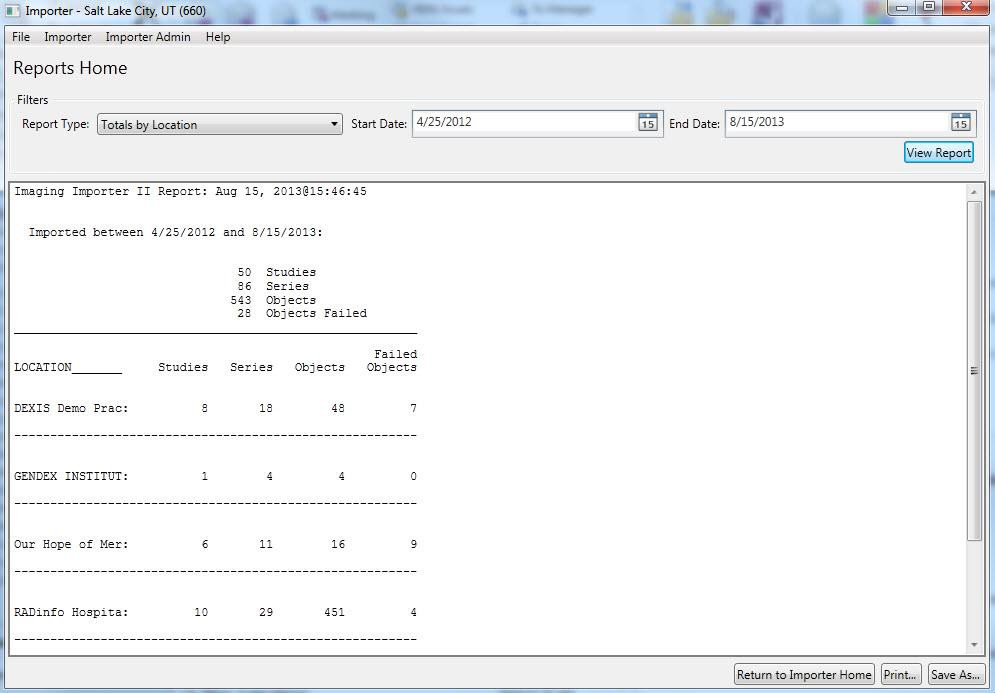 Importer - Salt Lake City, UT (660)
File Importer Importer Admin Help
Reports Home
Filters
Report Type: Totals by Location Start Date: 4/25/2012 15 End Date: 8/15/2013 15
View Report
Imaging Importer II Report: Aug 15, 2013@15:46:45
Imported between 4/25/2012 and 8/15/2013:
50 Studies
86 Series
543 Objects
28 Objects Failed
Failed
LOCATION_______ Studies Series Objects Objects
DEXIS Demo Prac: 8 18 48 7
--------------------------------------------------------
GENDEX INSTITUT: 1 4 4 0
--------------------------------------------------------
Our Hope of Mer: 6 11 16 9
--------------------------------------------------------
RADinfo Hospita: 10 29 451 4
--------------------------------------------------------
Return to Importer Home Print... Save As...